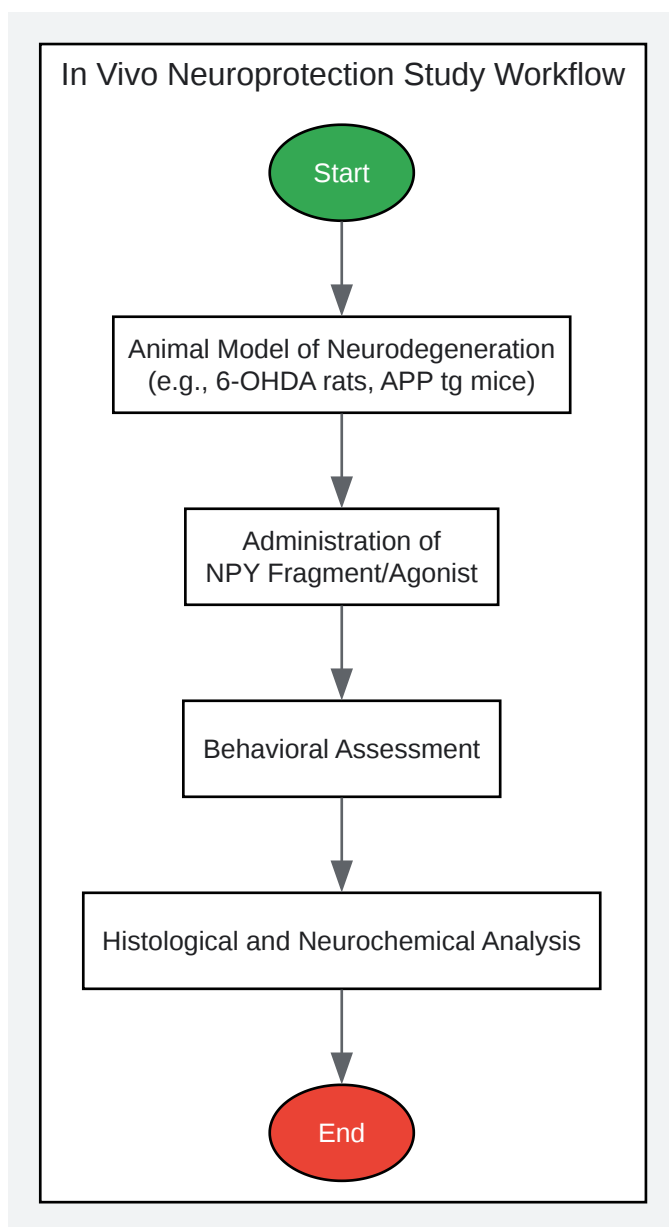 In Vivo Neuroprotection Study Workflow
Start
Animal Model of Neurodegeneration
(e.g., 6-OHDA rats, APP tg mice)
Administration of
NPY Fragment/Agonist
Behavioral Assessment
Histological and Neurochemical Analysis
End